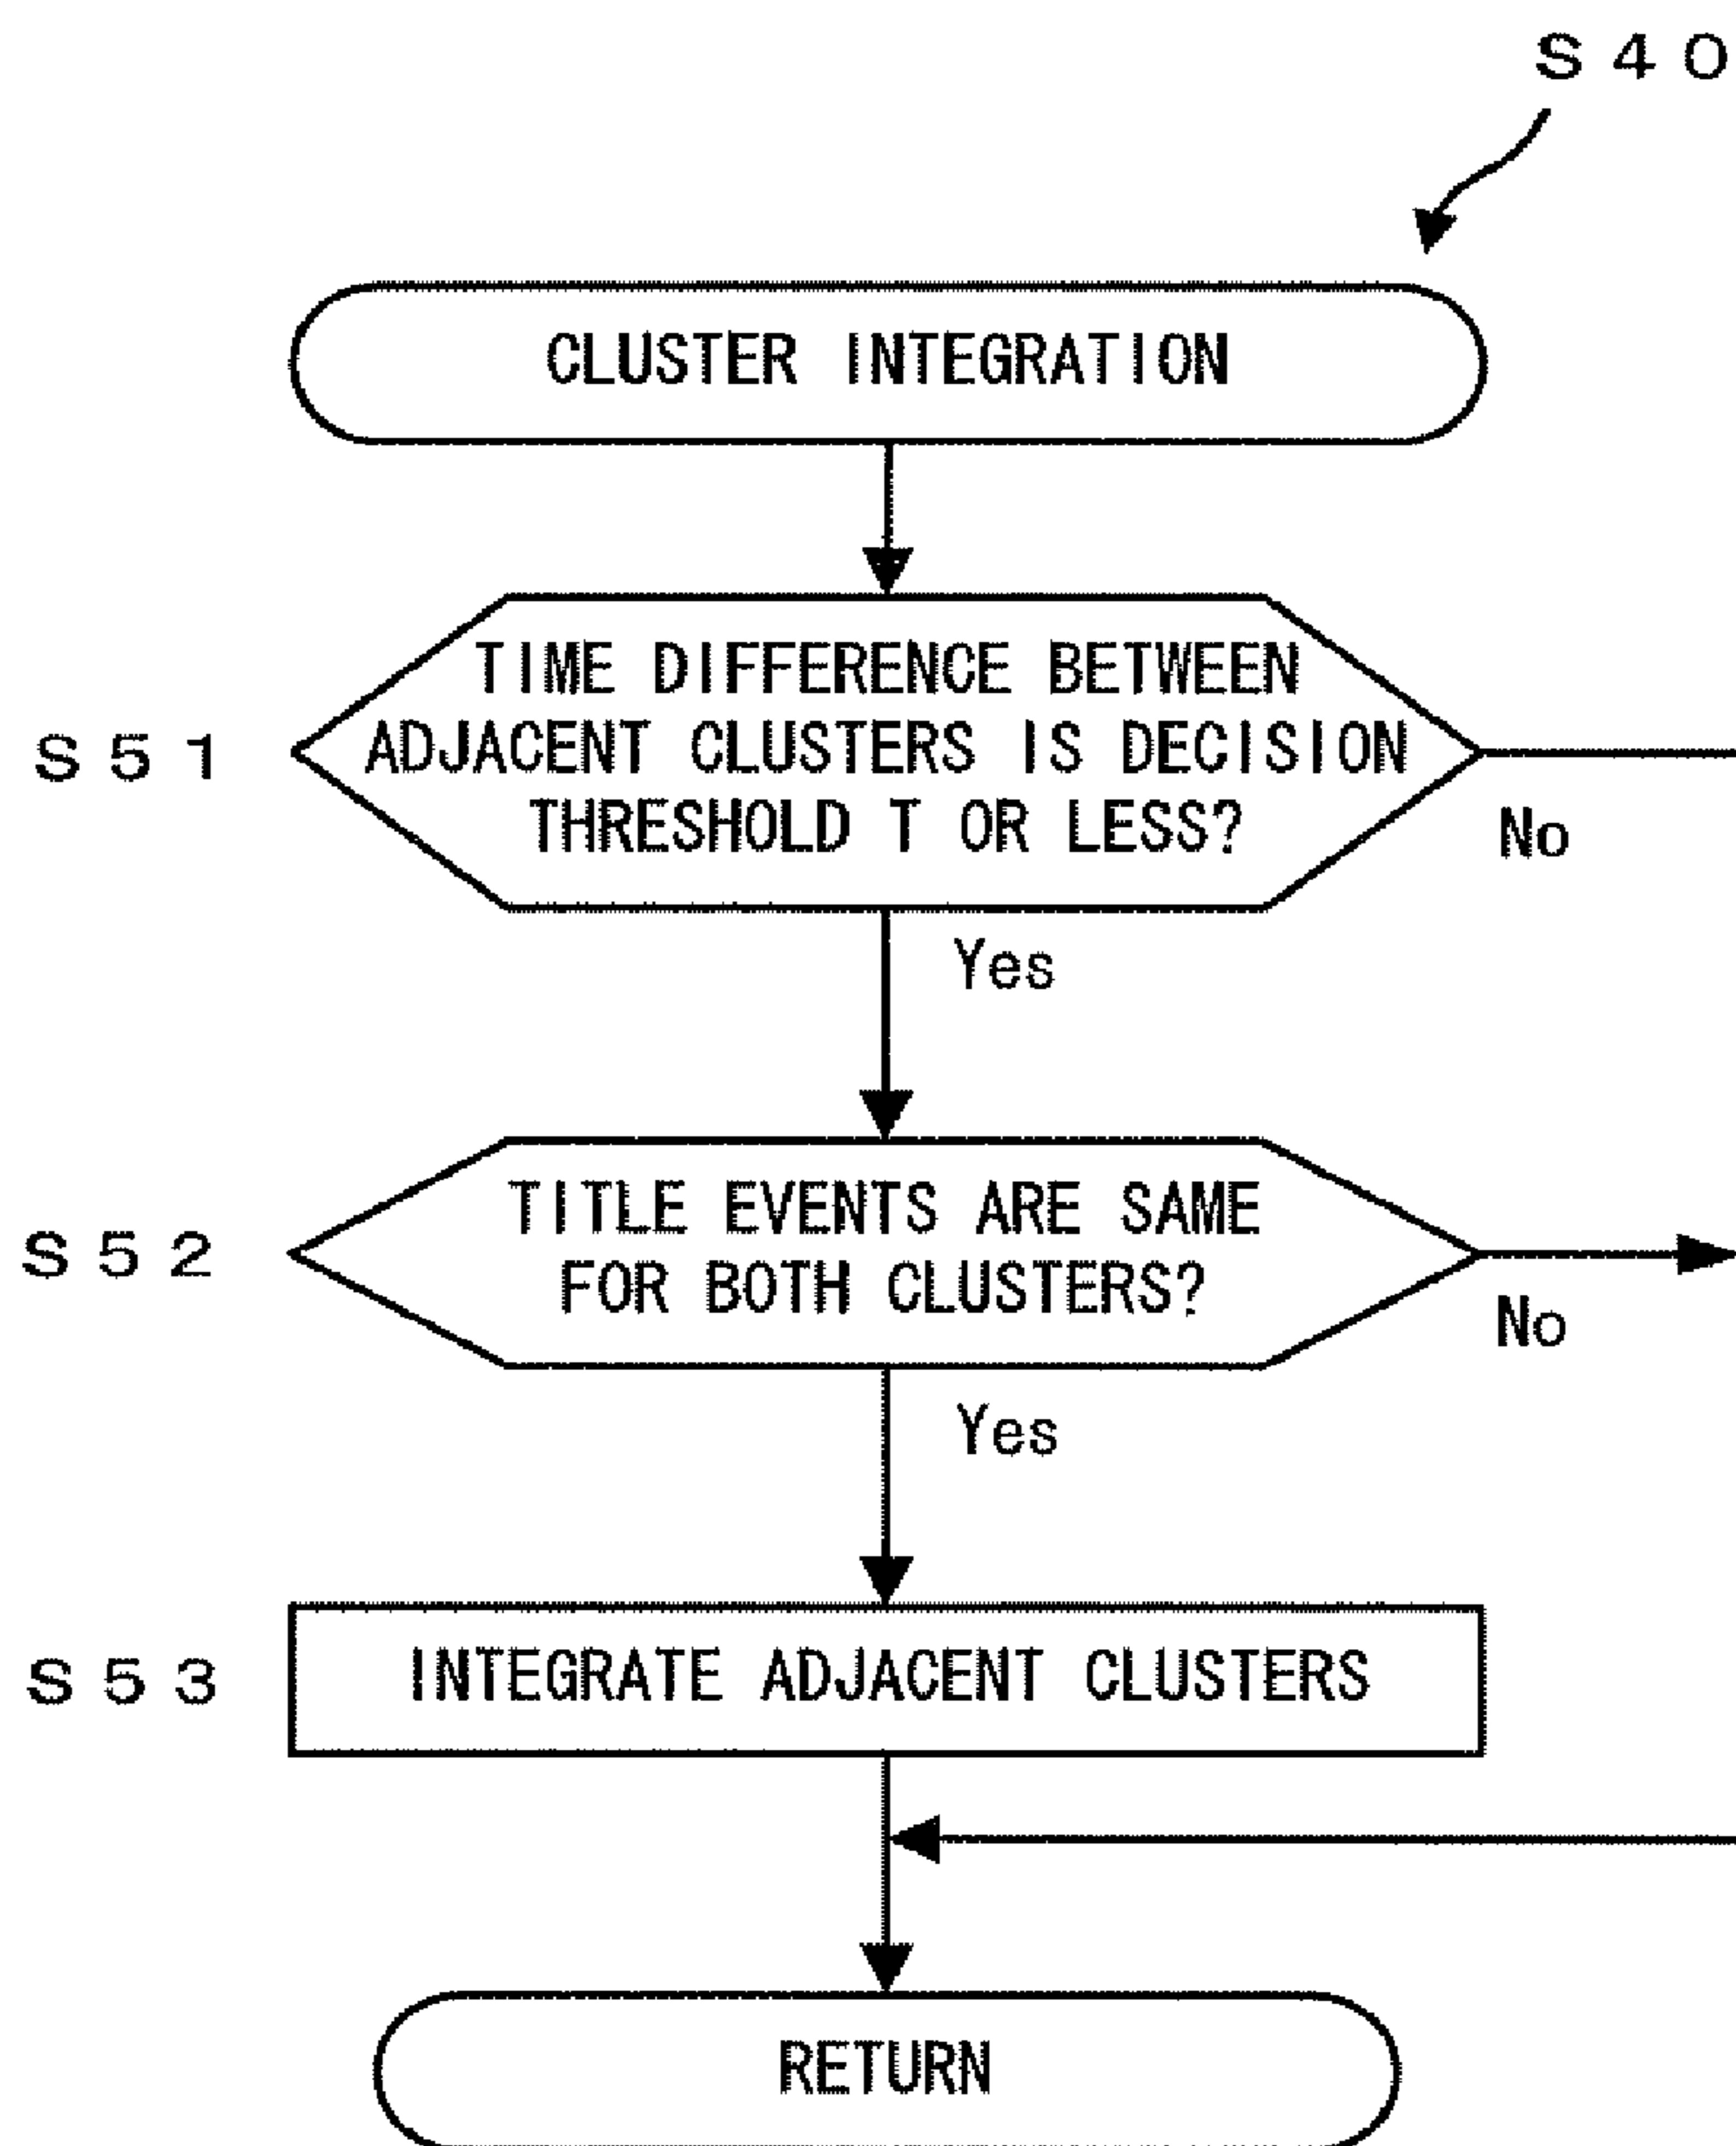 S40
CLUSTER INTEGRATION
TIME DIFFERENCE BETWEEN
S51
ADJACENT CLUSTERS IS DECISION
THRESHOLD T OR LESS?
No
Yes
TITLE EVENTS ARE SAME
S52
FOR BOTH CLUSTERS?
No
Yes
S53
INTEGRATE ADJACENT CLUSTERS
RETURN